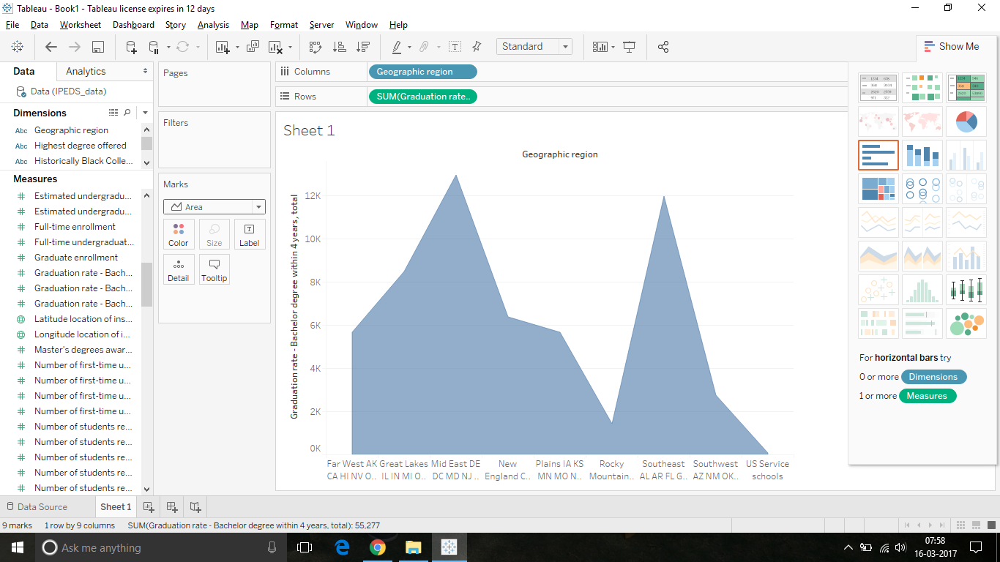 Tableau - Book1 - Tableau license expires in 12 days
File Data Worksheet Dashboard Story Analysis Map Format Server Window Help
Standard
Show Me
Data Analytics
Data (IPEDS_data)
Dimensions
Abc Geographic region
Abc Highest degree offered
Abc Historically Black Colle...
Measures
Estimated undergradu...
Estimated undergradu...
Full-time enrollment
Full-time undergraduat...
Graduate enrollment
Graduation rate - Bach...
Graduation rate - Bach...
Graduation rate - Bach...
Latitude location of ins...
Longitude location of i...
Master's degrees awar...
Number of first-time u...
Number of first-time u...
Number of first-time u...
Number of first-time u...
Number of students re...
Number of students re...
Number of students re...
Number of students re...
Number of students re...
Pages
Filters
Marks
Area
Color Size Label
Detail Tooltip
Columns Geographic region
Rows SUM(Graduation rate..
Sheet 1
Geographic region
Graduation rate - Bachelor degree within 4 years, total
12K
10K
8K
6K
4K
2K
0K
Far West AK Great Lakes Mid East DE New Plains IA KS Rocky Southeast Southwest US Service
CA HI NV O.. IL IN MI O.. DC MD NJ .. England C.. MN MO N.. Mountain.. AL AR FL G.. AZ NM OK.. schools
For horizontal bars try
0 or more Dimensions
1 or more Measures
Data Source Sheet 1
9 marks 1 row by 9 columns SUM(Graduation rate - Bachelor degree within 4 years, total): 55,277
Ask me anything
07:58
16-03-2017